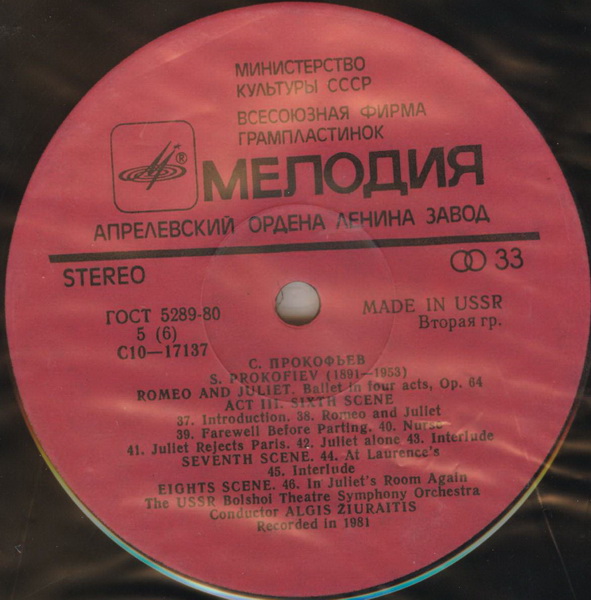 МИНИСТЕРСТВО
КУЛЬТУРЫ СССР
ВСЕСОЮЗНАЯ ФИРМА
ГРАМПЛАСТИНОК
®
МЕЛОДИЯ
АПРЕЛЕВСКИЙ ОРДЕНА ЛЕНИНА ЗАВОД
STEREO
33
ГОСТ 5289-80
5 (6)
С10—17137
MADE IN USSR
Вторая гр.
С. ПРОКОФЬЕВ
S. PROKOFIEV (1891—1953)
ROMEO AND JULIET. Ballet in four acts, Op. 64
ACT III. SIXTH SCENE
37. Introduction. 38. Romeo and Juliet
39. Farewell Before Parting. 40. Nurse
41. Juliet Rejects Paris. 42. Juliet alone 43. Interlude
SEVENTH SCENE. 44. At Laurence's
45. Interlude
EIGHTS SCENE. 46. In Juliet's Room Again
The USSR Bolshoi Theatre Symphony Orchestra
Conductor ALGIS ZIURAITIS
Recorded in 1981